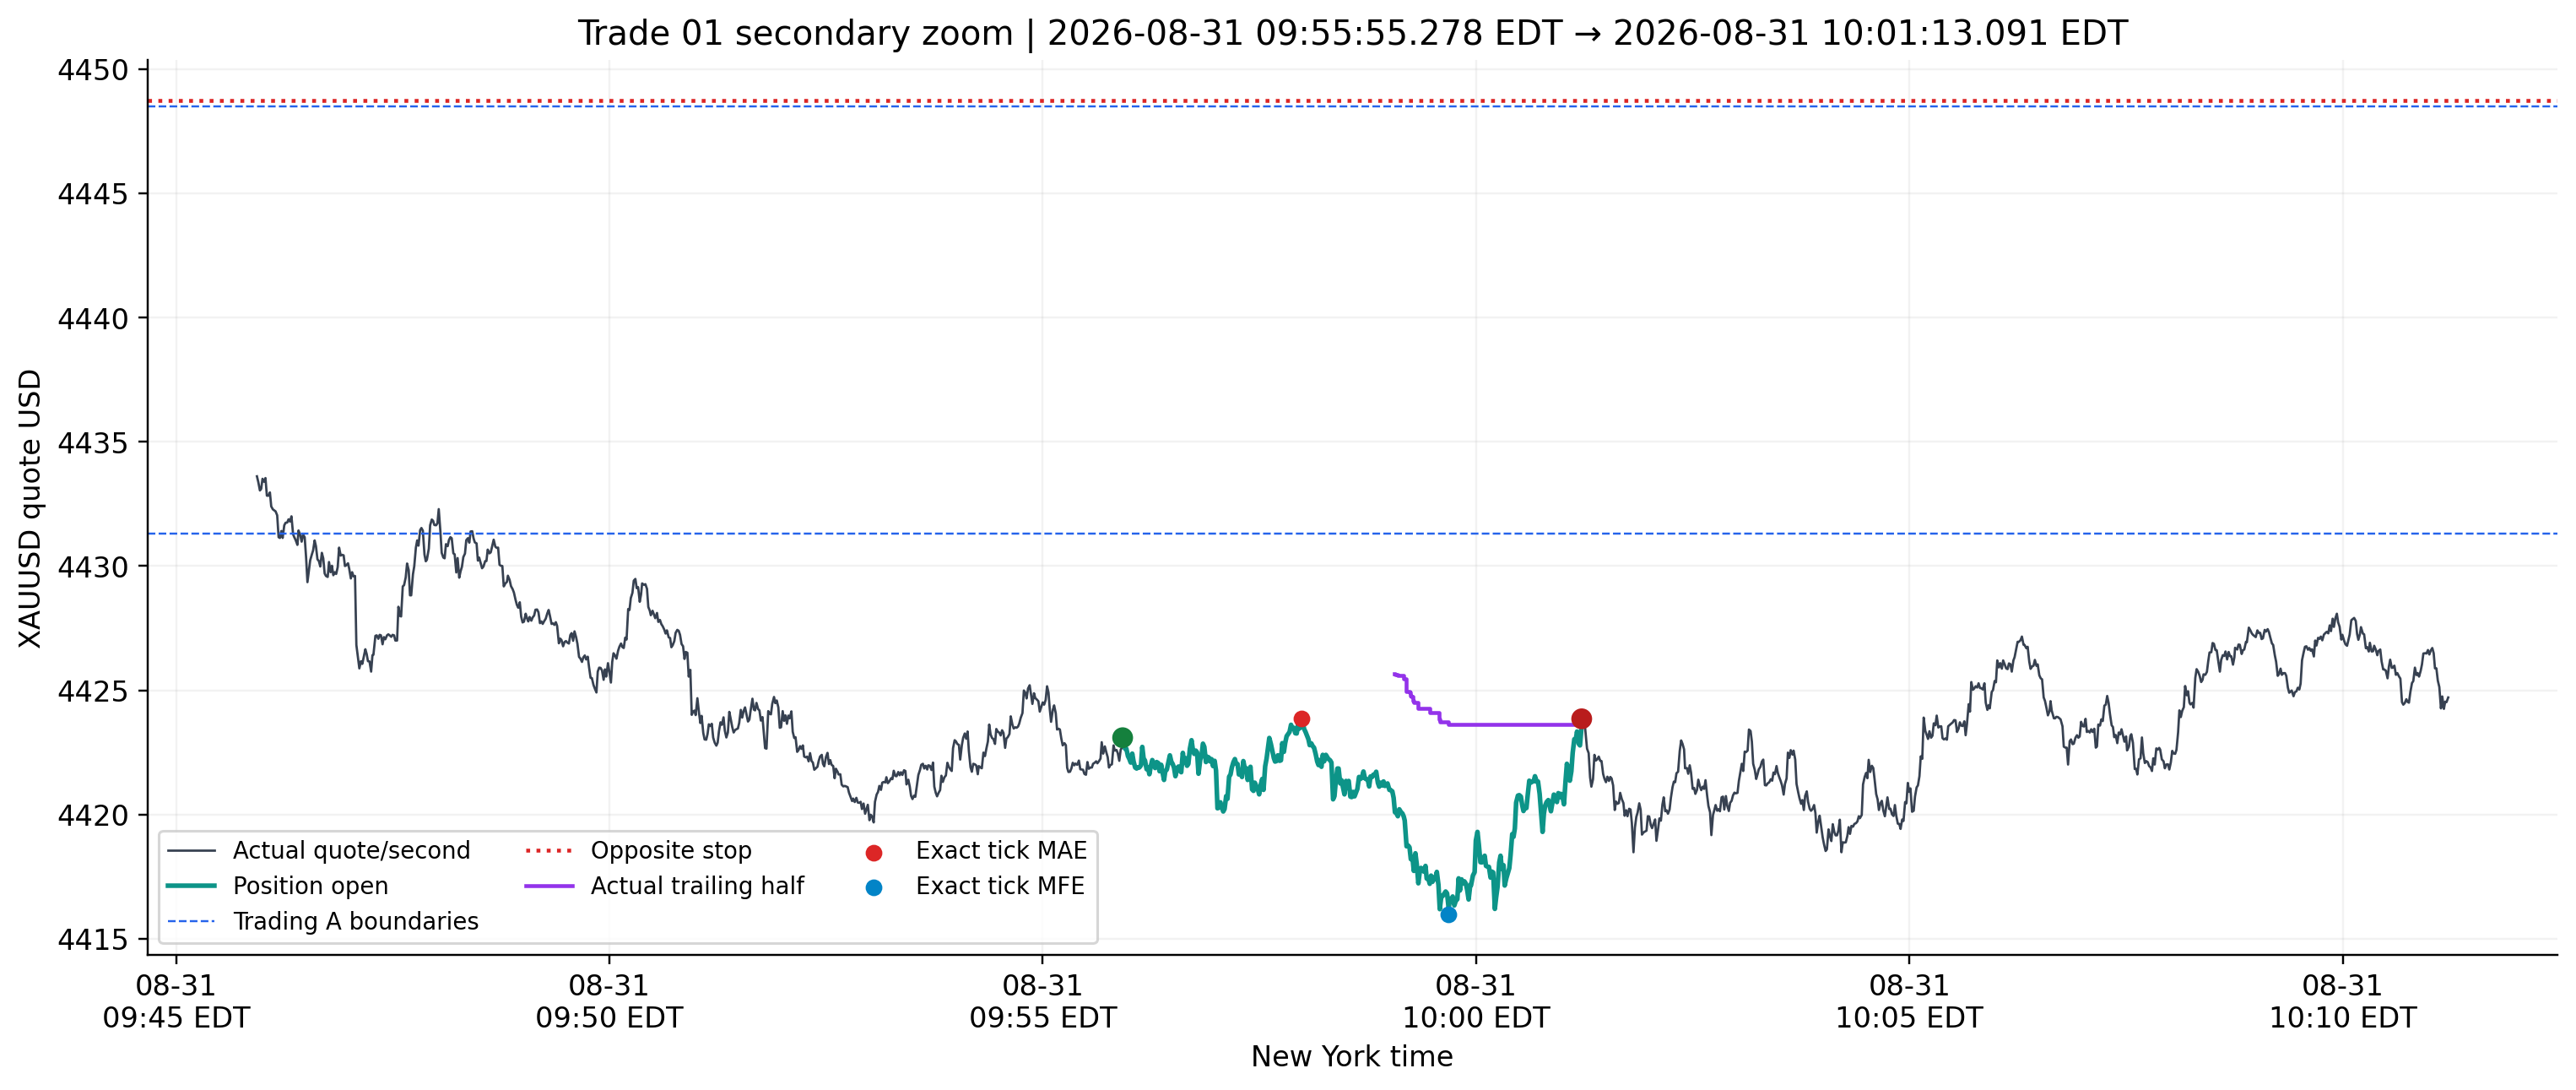 Trade 01 secondary zoom | 2026-08-31 09:55:55.278 EDT → 2026-08-31 10:01:13.091 EDT
XAUUSD quote USD
4450
4445
4440
4435
4430
4425
4420
4415
Actual quote/second
Position open
Trading A boundaries
Opposite stop
Actual trailing half
Exact tick MAE
Exact tick MFE
08-31
09:45 EDT
08-31
09:50 EDT
08-31
09:55 EDT
08-31
10:00 EDT
08-31
10:05 EDT
08-31
10:10 EDT
New York time